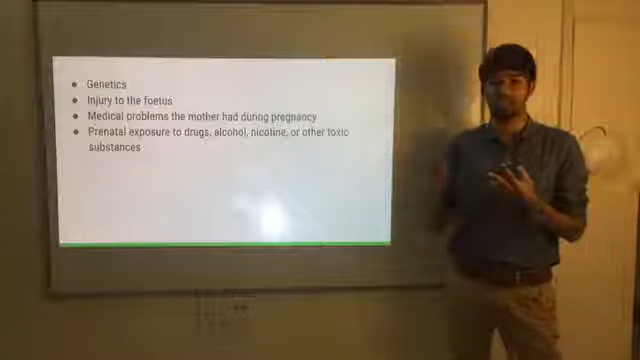 ● Genetics
● Injury to the foetus
● Medical problems the mother had during pregnancy
● Prenatal exposure to drugs, alcohol, nicotine, or other toxic
substances